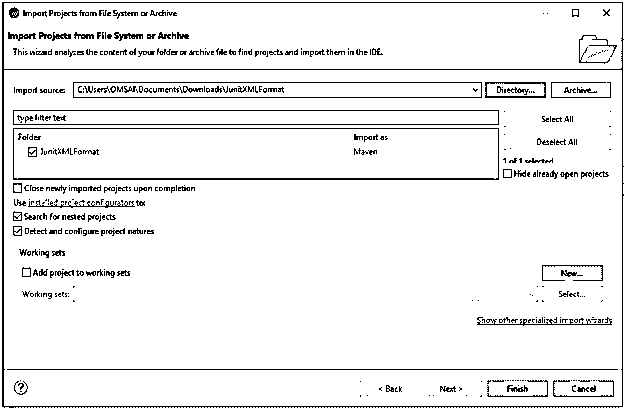 Import Projects from File System or Archive
Import Projects from File System or Archive
This wizard analyzes the content of your folder or archive file to find projects and import them in the IDE.
Import source: C:\Users\OMSAI\Documents\Downloads\JunitXMLFormat Directory... Archive...
type filter text Select All
Folder Import as Deselect All
JunitXMLFormat Maven
1 of 1 selected
Hide already open projects
Close newly imported projects upon completion
Use installed project configurators to:
Search for nested projects
Detect and configure project natures
Working sets
Add project to working sets New...
Working sets: Select...
Show other specialized import wizards
? < Back Next > Finish Cancel